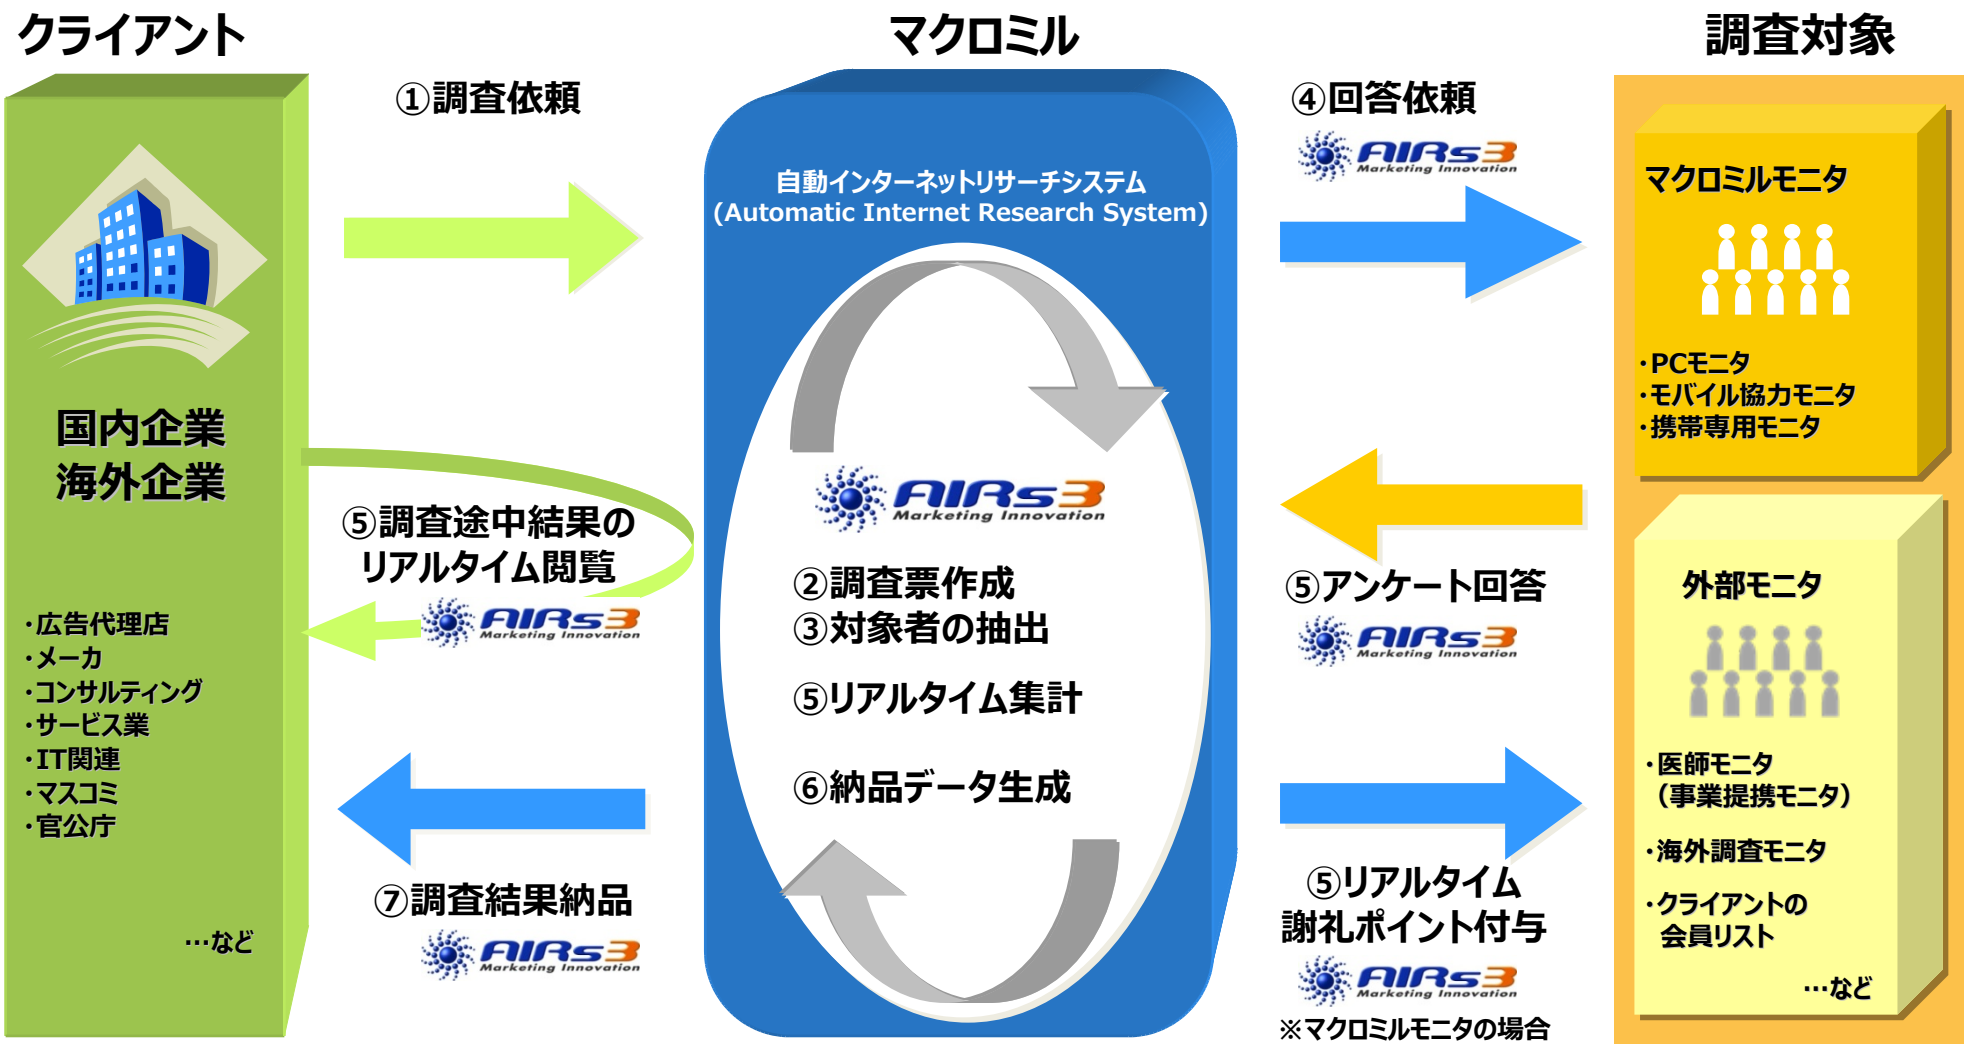 クライアント
マクロミル
調査対象
①調査依頼
国内企業
海外企業
・広告代理店
・メーカ
・コンサルティング
・サービス業
・IT関連
・マスコミ
・官公庁
…など
⑤調査途中結果の
リアルタイム閲覧
AIRs3
Marketing Innovation
⑦調査結果納品
AIRs3
Marketing Innovation
自動インターネットリサーチシステム
(Automatic Internet Research System)
AIRs3
Marketing Innovation
②調査票作成
③対象者の抽出
⑤リアルタイム集計
⑥納品データ生成
④回答依頼
AIRs3
Marketing Innovation
⑤アンケート回答
AIRs3
Marketing Innovation
⑤リアルタイム
謝礼ポイント付与
AIRs3
Marketing Innovation
※マクロミルモニタの場合
マクロミルモニタ
・PCモニタ
・モバイル協力モニタ
・携帯専用モニタ
外部モニタ
・医師モニタ
（事業提携モニタ）
・海外調査モニタ
・クライアントの
会員リスト
…など